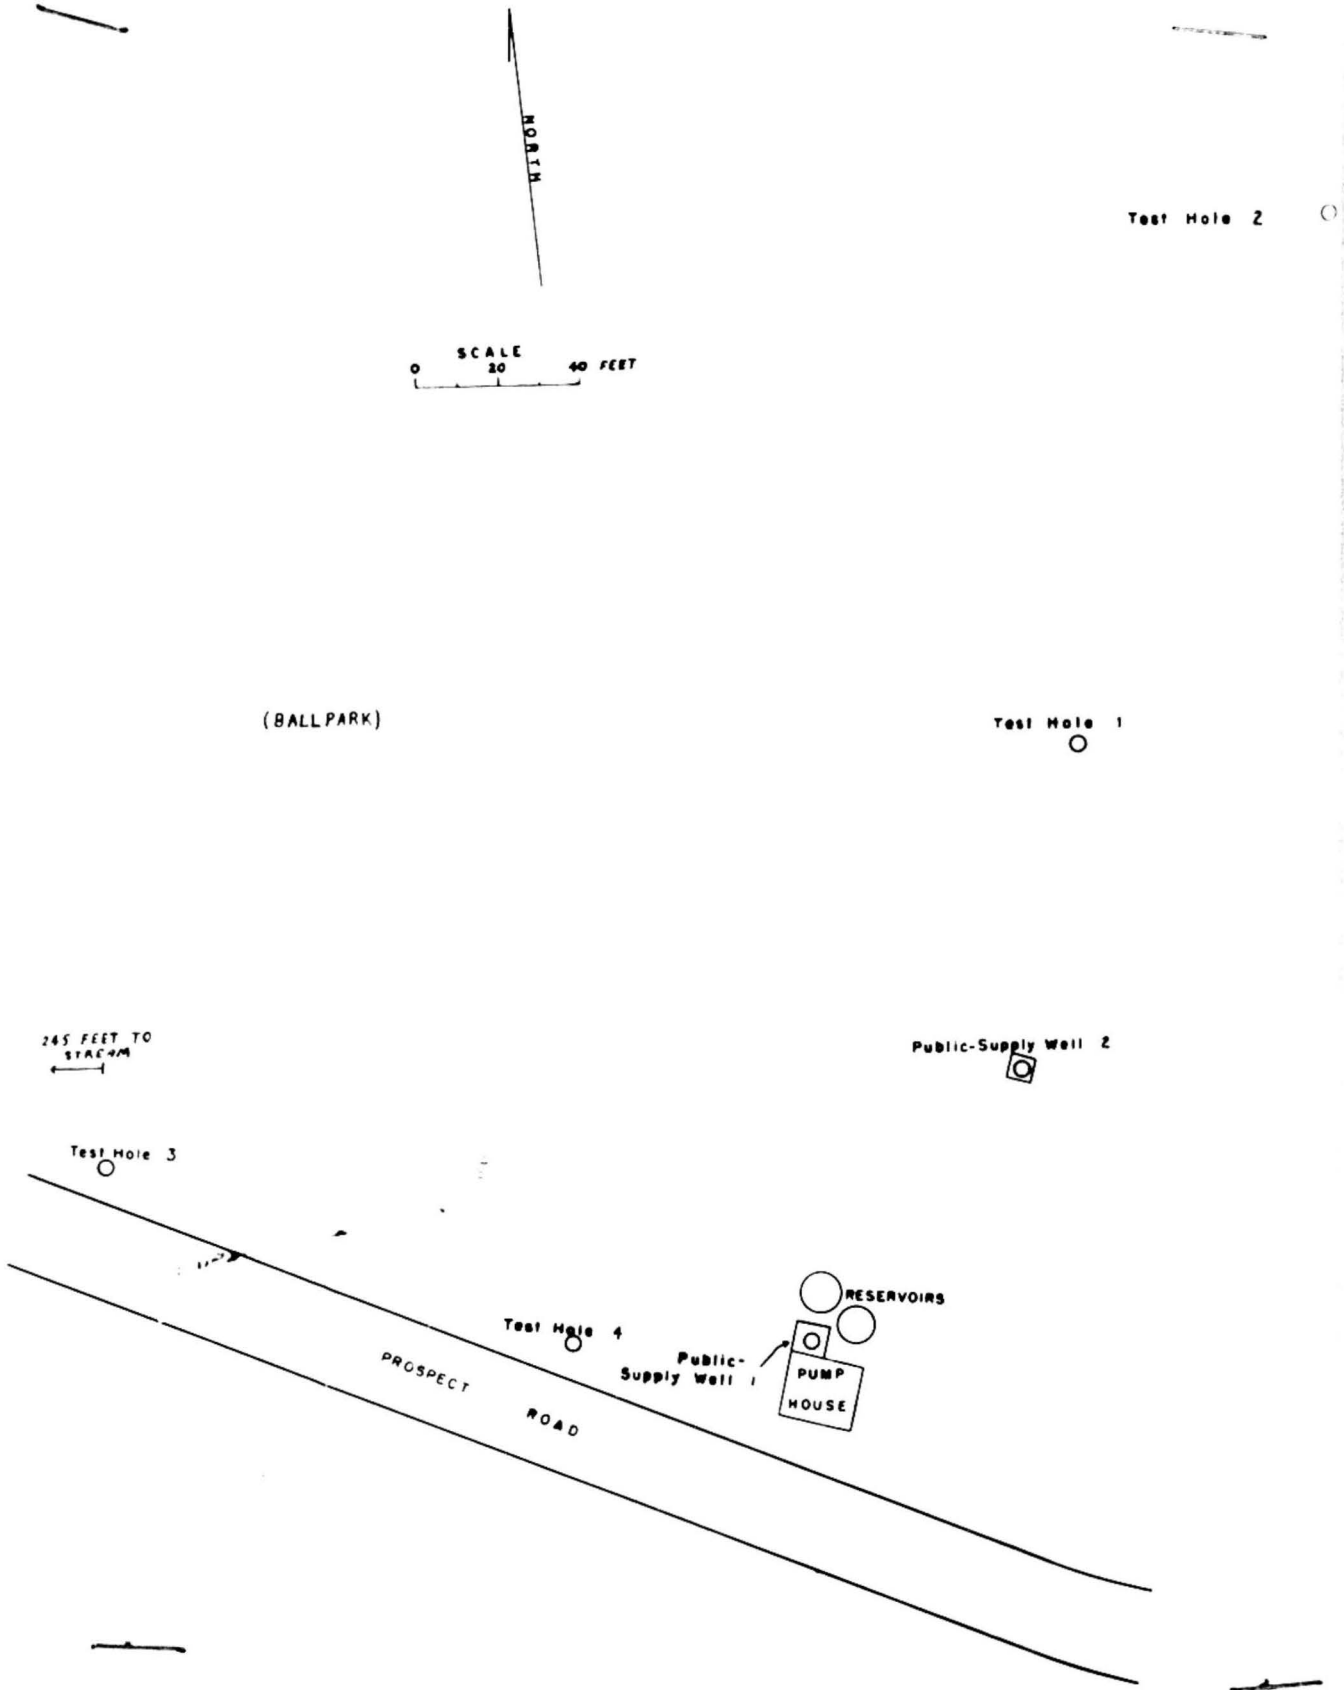 NORTH
Test Hole 2
SCALE
0 20 40 FEET
(BALLPARK)
Test Hole 1
245 FEET TO
STREAM
Public-Supply Well 2
Test Hole 3
RESERVOIRS
Test Hole 4
Public-
Supply Well 1
PUMP
HOUSE
PROSPECT
ROAD